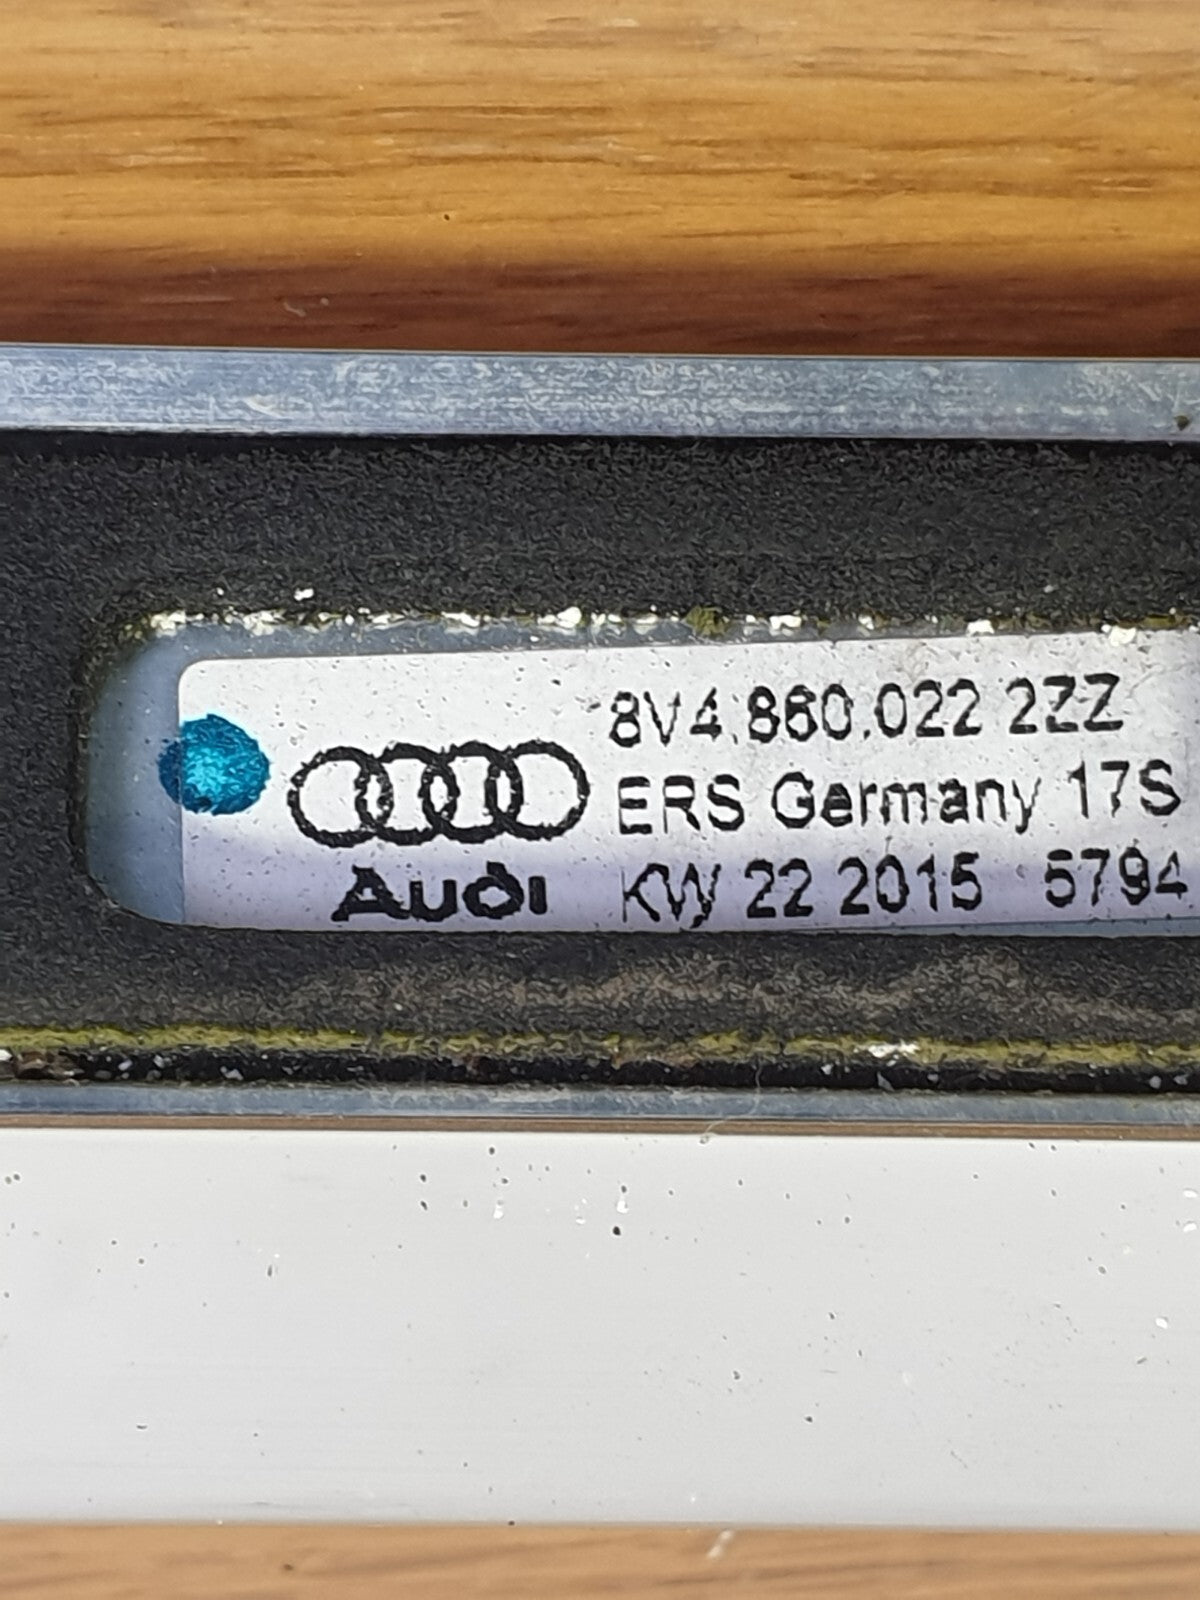 8V4.860.022 2ZZ
ERS Germany 17S
KW 22 2015 5794
Audi